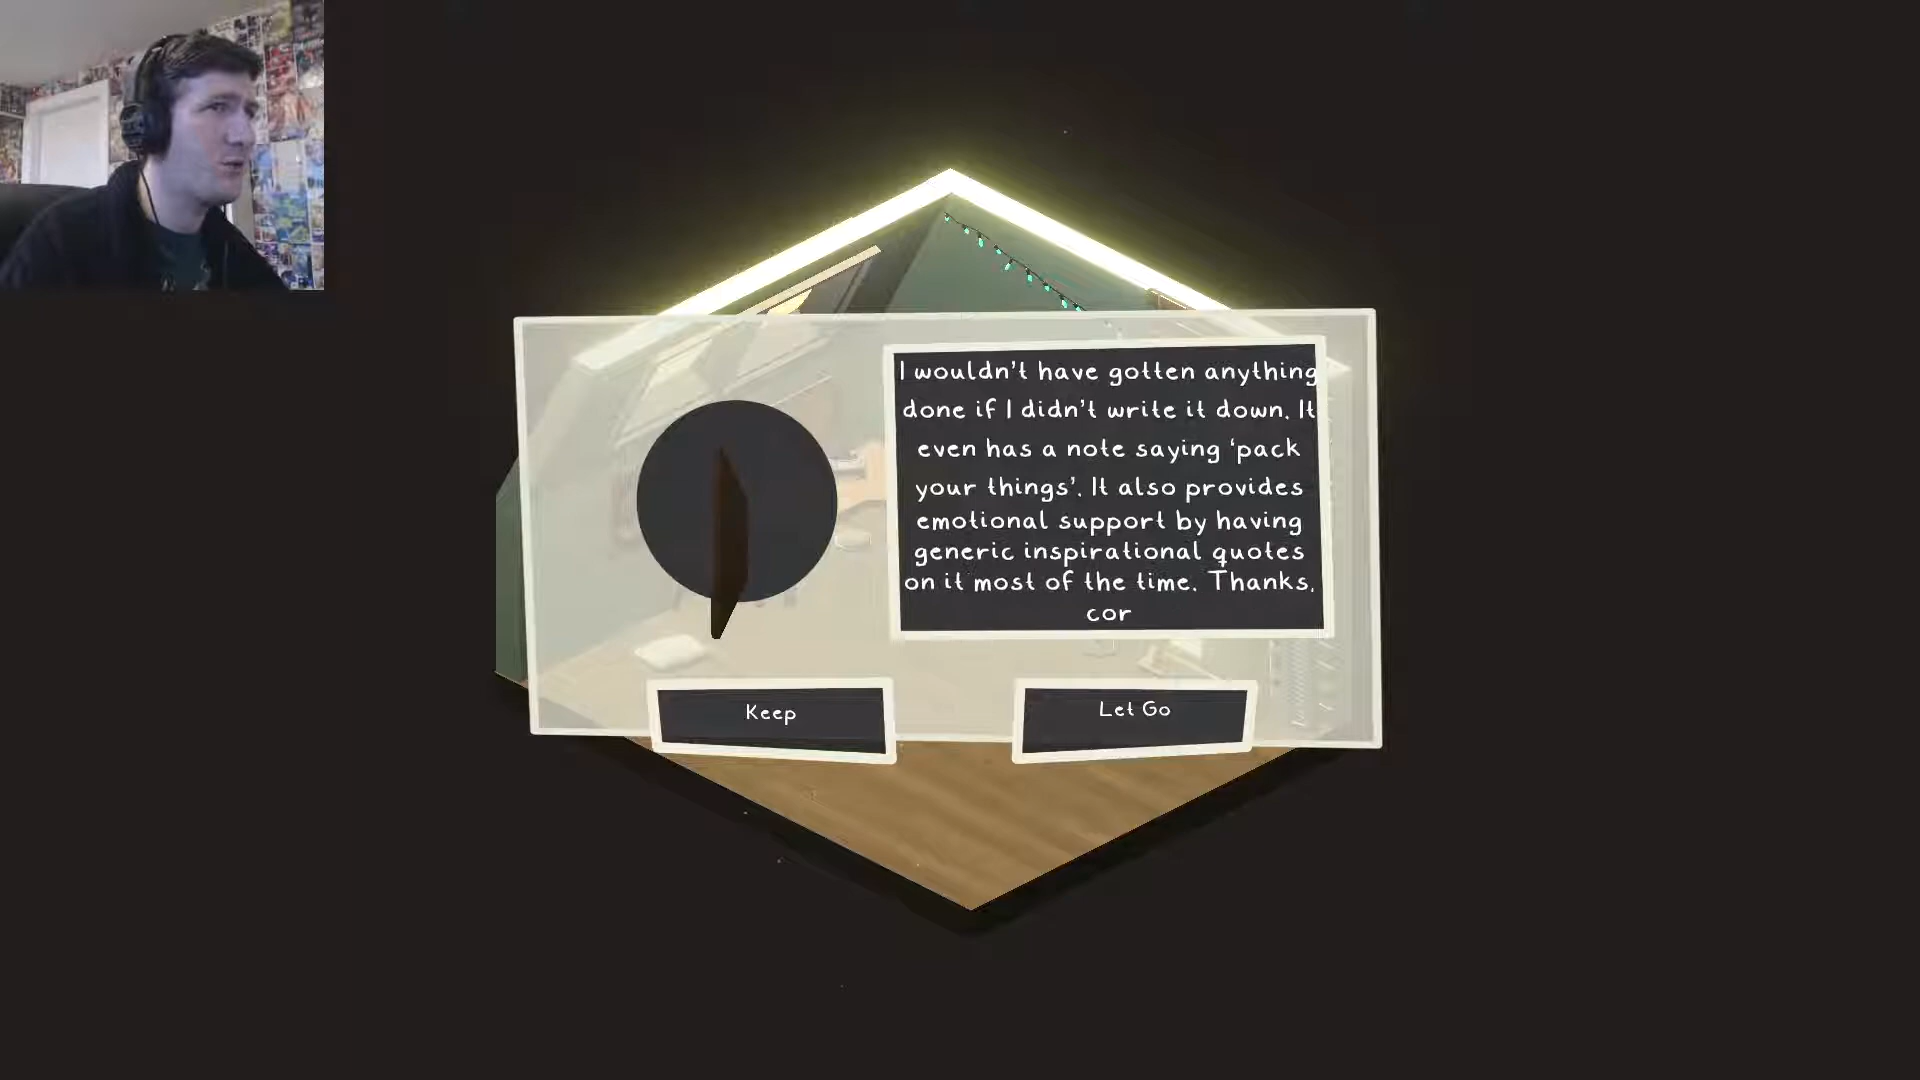 I wouldn't have gotten anything
done if I didn't write it down. It
even has a note saying 'pack
your things'. It also provides
emotional support by having
generic inspirational quotes
on it most of the time. Thanks,
cor
Keep
Let Go